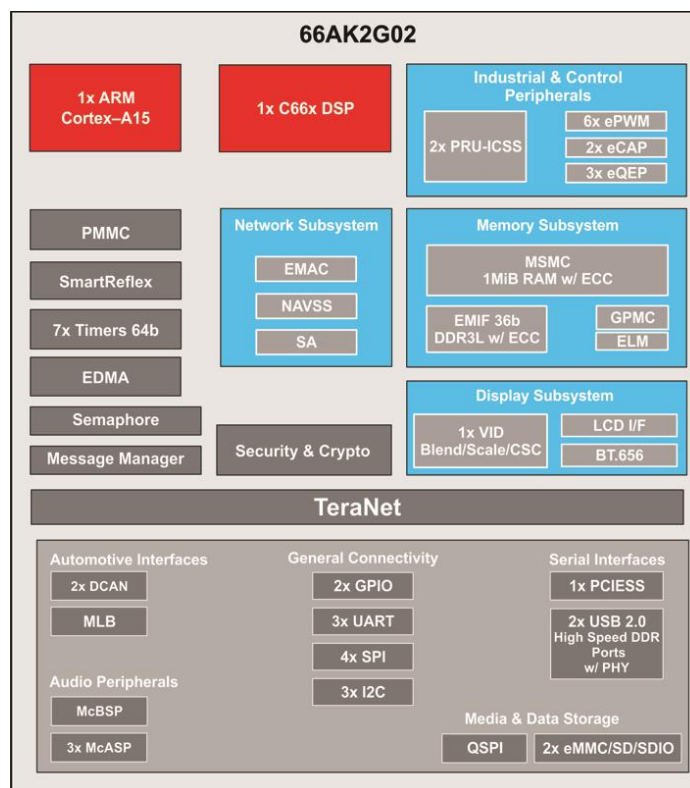 66AK2G02
1x ARM
Cortex–A15
1x C66x DSP
Industrial & Control
Peripherals
2x PRU-ICSS
6x ePWM
2x eCAP
3x eQEP
PMMC
SmartReflex
7x Timers 64b
EDMA
Semaphore
Message Manager
Network Subsystem
EMAC
NAVSS
SA
Security & Crypto
Memory Subsystem
MSMC
1MiB RAM w/ ECC
EMIF 36b
DDR3L w/ ECC
GPMC
ELM
Display Subsystem
1x VID
Blend/Scale/CSC
LCD I/F
BT.656
TeraNet
Automotive Interfaces
2x DCAN
MLB
Audio Peripherals
McBSP
3x McASP
General Connectivity
2x GPIO
3x UART
4x SPI
3x I2C
Serial Interfaces
1x PCIESS
2x USB 2.0
High Speed DDR
Ports
w/ PHY
Media & Data Storage
QSPI
2x eMMC/SD/SDIO